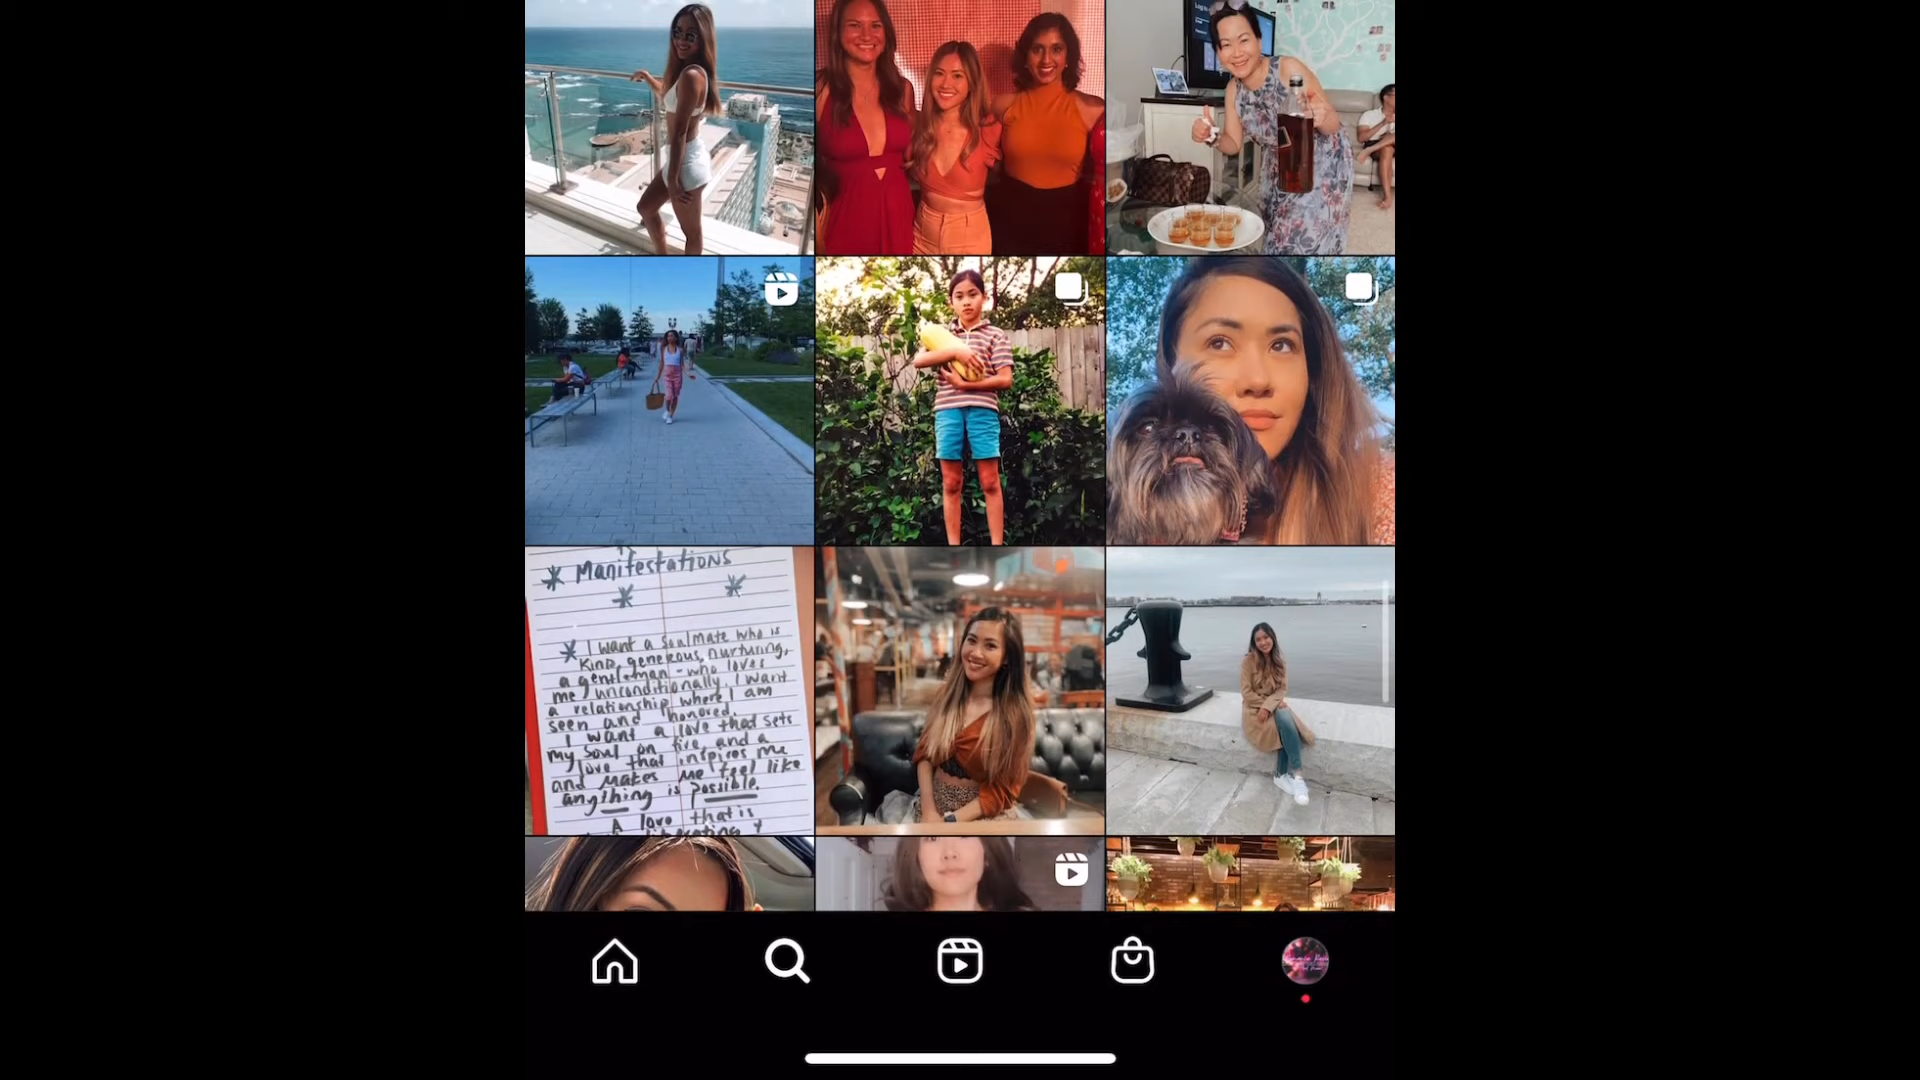 Manifestations
I want a soulmate who is
kind, generous, nurturing,
a gentleman - who loves
me unconditionally. I want
a relationship where I am
seen and honored.
I want a love that sets
my soul on fire, and a
love that inspires me
and makes me feel like
anything is possible.
A love that is
liberating &